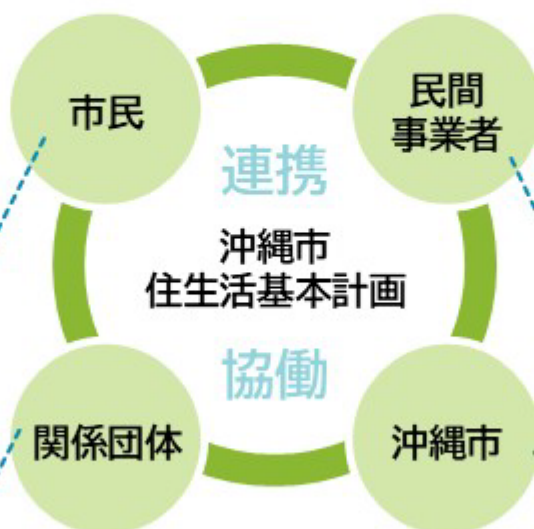 市民
民間
事業者
連携
沖縄市
住生活基本計画
協働
関係団体
沖縄市